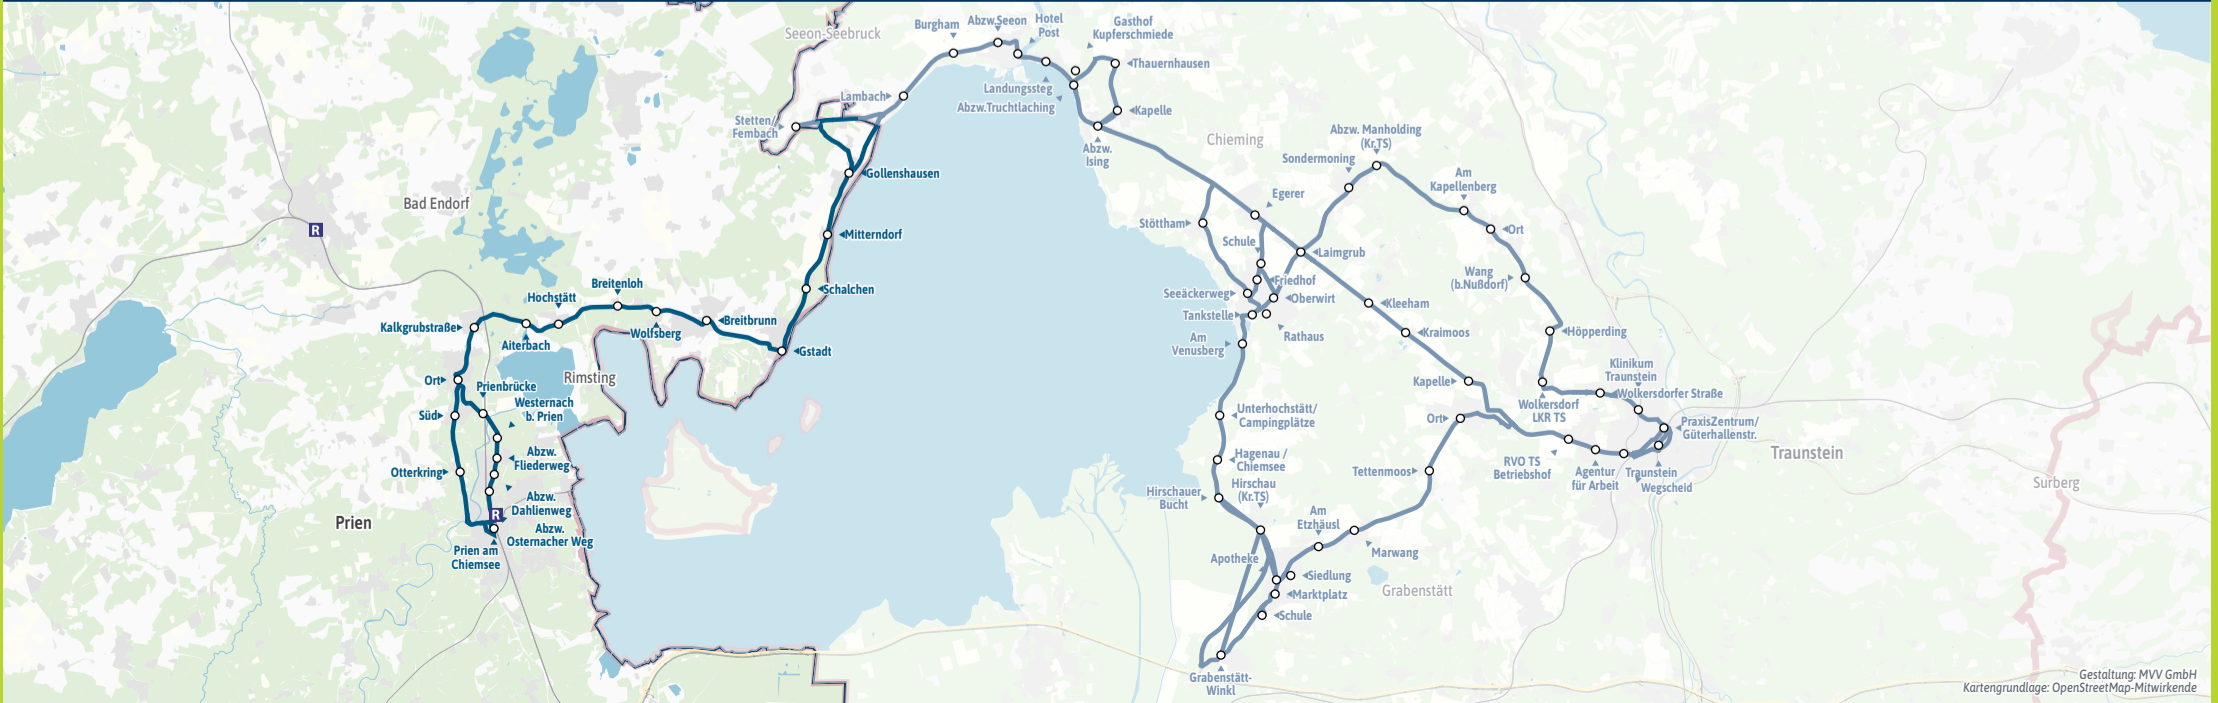 Seeon-Seebruck
Burgham
Abzw.Seeon
Hotel
Post
Gasthof
Kupferschmiede
Thauernhausen
Landungssteg
Abzw.Truchtlaching
Lambach
Stetten/
Fembach
Kapelle
Abzw.
Ising
Chieming
Abzw. Manholding
(Kr.TS)
Sondermoning
Am
Kapellenberg
Gollenshausen
Bad Endorf
R
Egerer
Stöttham
Ort
Mitterndorf
Schule
Laimgrub
Wang
(b.Nußdorf)
Friedhof
Seeäckerweg
Oberwirt
Schalchen
Breitenloh
Hochstätt
Kleeham
Tankstelle
Kalkgrubstraße
Aiterbach
Wolfsberg
Breitbrunn
Rathaus
Kraimoos
Höpperding
Am
Venusberg
Gstadt
Klinikum
Traunstein
Rimsting
Ort
Prienbrücke
Kapelle
Wolkersdorfer Straße
Westernach
b. Prien
Süd
Wolkersdorf
LKR TS
Unterhochstätt/
Campingplätze
Ort
PraxisZentrum/
Güterhallenstr.
Abzw.
Fliederweg
Hagenau /
Chiemsee
Traunstein
Otterkring
Tettenmoos
RVO TS
Betriebshof
Agentur
für Arbeit
Traunstein
Wegscheid
Surberg
Hirschau
(Kr.TS)
Hirschauer
Bucht
Abzw.
Dahlienweg
R
Prien
Abzw.
Osternacher Weg
Am
Etzhäusl
Prien am
Chiemsee
Marwang
Apotheke
Siedlung
Grabenstätt
Marktplatz
Schule
Grabenstätt-
Winkl
Gestaltung: MVV GmbH
Kartengrundlage: OpenStreetMap-Mitwirkende